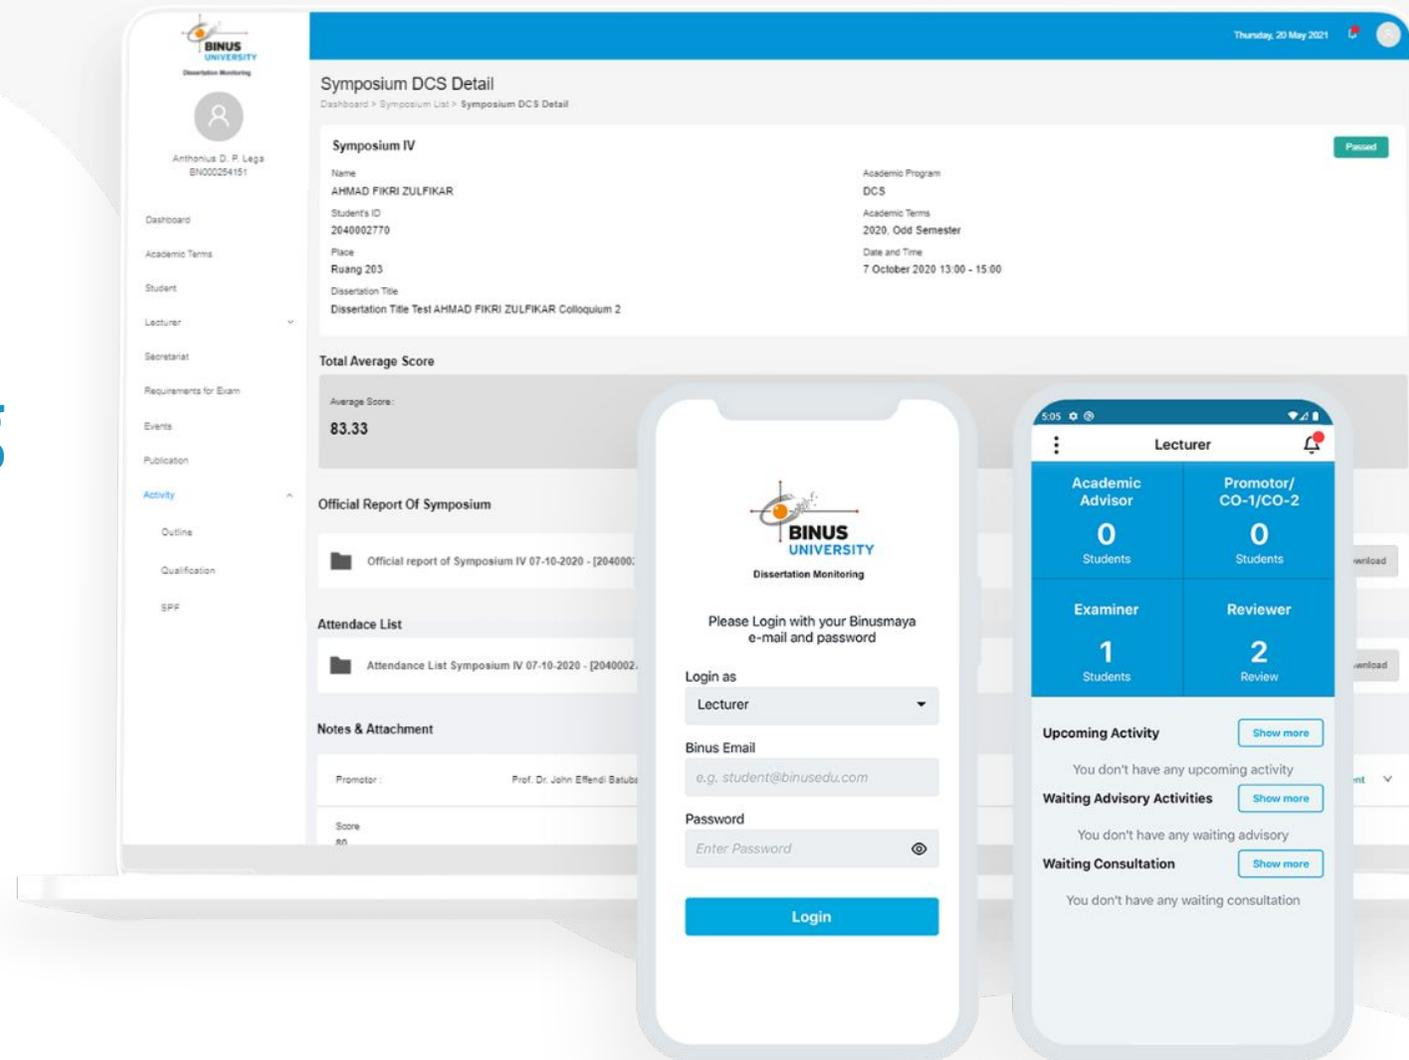 BINUS
UNIVERSITY
Dissertation Monitoring
Anthonius D. P. Lega
BN000254151
Dashboard
Academic Terms
Student
Lecturer
Secretariat
Requirements for Exam
Events
Publication
Activity
Outline
Qualification
SPF
Thursday, 20 May 2021
Symposium DCS Detail
Dashboard > Symposium List > Symposium DCS Detail
Symposium IV
Passed
Name
AHMAD FIKRI ZULFIKAR
Student's ID
2040002770
Place
Ruang 203
Dissertation Title
Dissertation Title Test AHMAD FIKRI ZULFIKAR Colloquium 2
Academic Program
DCS
Academic Terms
2020, Odd Semester
Date and Time
7 October 2020 13:00 - 15:00
Total Average Score
Average Score :
83.33
Official Report Of Symposium
Official report of Symposium IV 07-10-2020 - [204000
Attendace List
Attendance List Symposium IV 07-10-2020 - [2040002
Notes & Attachment
Promotor :
Prof. Dr. John Effendi
Score
80
BINUS
UNIVERSITY
Dissertation Monitoring
Please Login with your Binusmaya
e-mail and password
Login as
Lecturer
Binus Email
e.g. student@binusedu.com
Password
Enter Password
Login
5:05
Lecturer
Academic
Advisor
0
Students
Promotor/
CO-1/CO-2
0
Students
Examiner
1
Students
Reviewer
2
Review
Upcoming Activity
Show more
You don't have any upcoming activity
Waiting Advisory Activities
Show more
You don't have any waiting advisory
Waiting Consultation
Show more
You don't have any waiting consultation